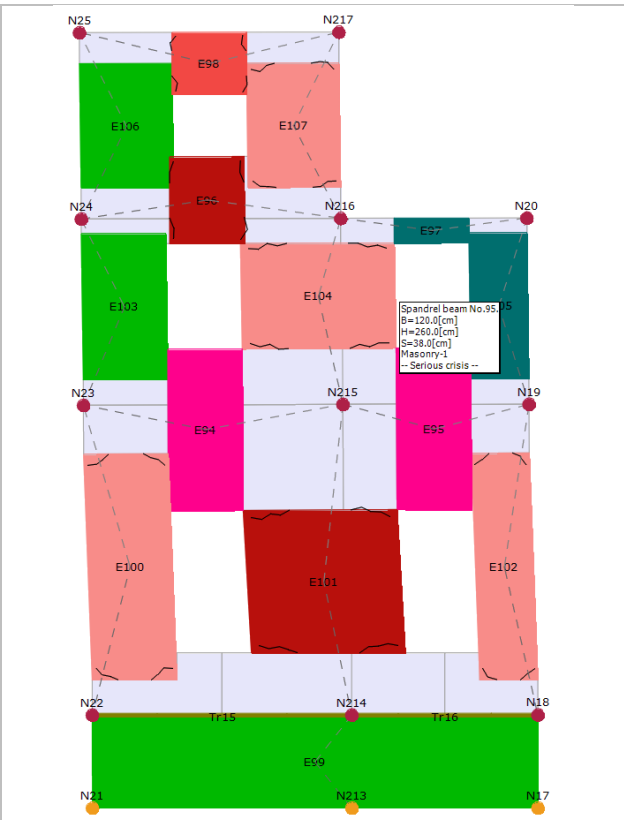 N25
N217
E98
E106
E107
E96
N24
N216
N20
E97
E103
E104
Spandrel beam No.95.
B=120.0[cm]
H=260.0[cm]
S=38.0[cm]
Masonry-1
-- Serious crisis --
05
N23
N215
N19
E94
E95
E100
E101
E102
N22
N214
N18
Tr15
Tr16
E99
N21
N213
N17